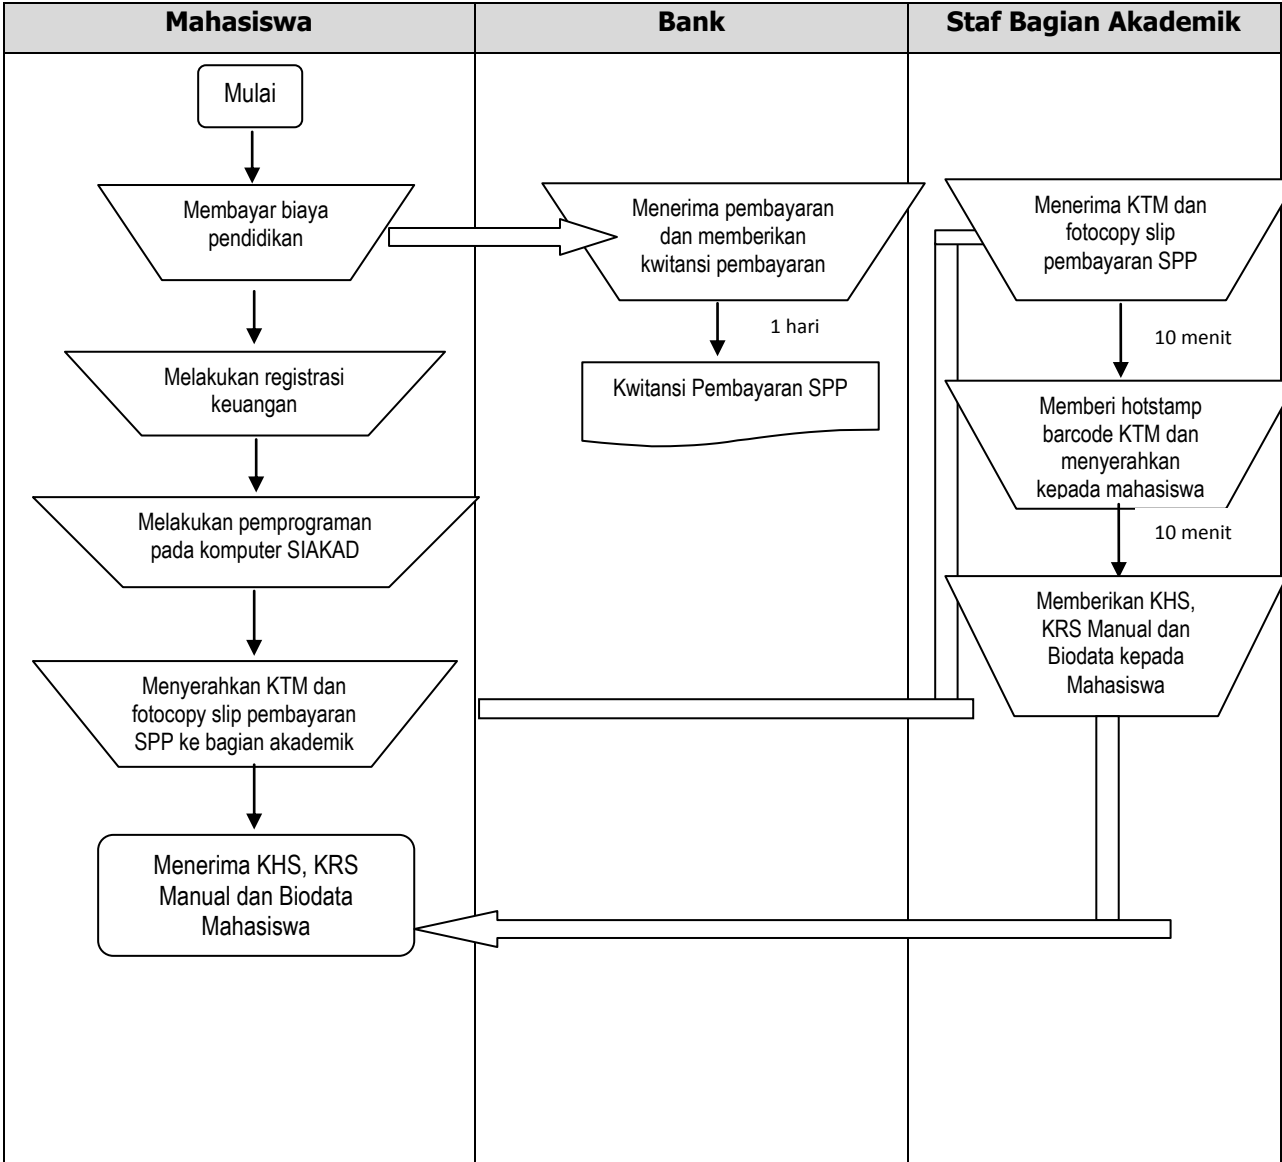 Mahasiswa
Bank
Staf Bagian Akademik
Mulai
Membayar biaya
pendidikan
Melakukan registrasi
keuangan
Melakukan pemprograman
pada komputer SIAKAD
Menyerahkan KTM dan
fotocopy slip pembayaran
SPP ke bagian akademik
Menerima KHS, KRS
Manual dan Biodata
Mahasiswa
Menerima pembayaran
dan memberikan
kwitansi pembayaran
1 hari
Kwitansi Pembayaran SPP
Menerima KTM dan
fotocopy slip
pembayaran SPP
10 menit
Memberi hotstamp
barcode KTM dan
menyerahkan
kepada mahasiswa
10 menit
Memberikan KHS,
KRS Manual dan
Biodata kepada
Mahasiswa